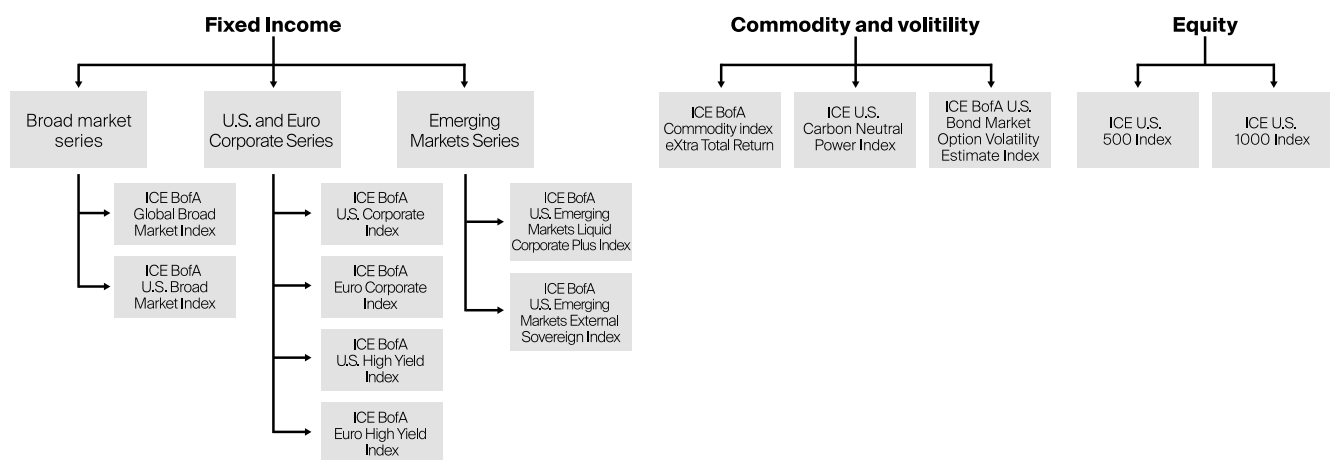 Fixed Income
Broad market
series
ICE BofA
Global Broad
Market Index
ICE BofA
U.S. Broad
Market Index
U.S. and Euro
Corporate Series
ICE BofA
U.S. Corporate
Index
ICE BofA
Euro Corporate
Index
ICE BofA
U.S. High Yield
Index
ICE BofA
Euro High Yield
Index
Emerging
Markets Series
ICE BofA
U.S. Emerging
Markets Liquid
Corporate Plus Index
ICE BofA
U.S. Emerging
Markets External
Sovereign Index
Commodity and volitility
ICE BofA
Commodity index
eXtra Total Return
ICE U.S.
Carbon Neutral
Power Index
ICE BofA U.S.
Bond Market
Option Volatility
Estimate Index
Equity
ICE U.S.
500 Index
ICE U.S.
1000 Index